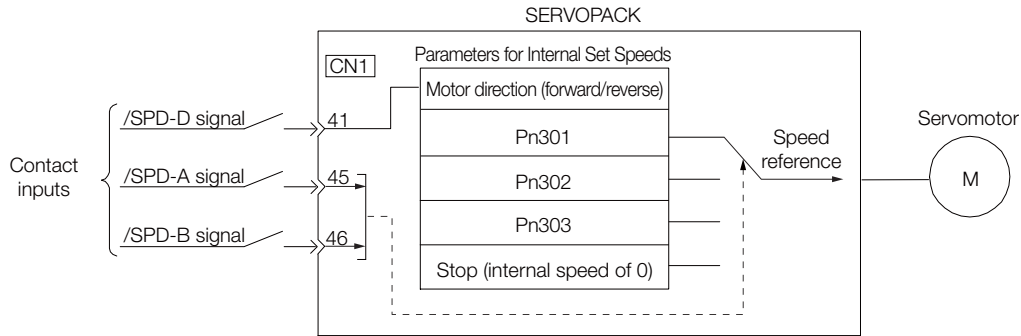 SERVOPACK
CN1
Parameters for Internal Set Speeds
Motor direction (forward/reverse)
/SPD-D signal
41
Pn301
Speed
reference
Servomotor
Contact
inputs
/SPD-A signal
45
Pn302
M
Pn303
/SPD-B signal
46
Stop (internal speed of 0)